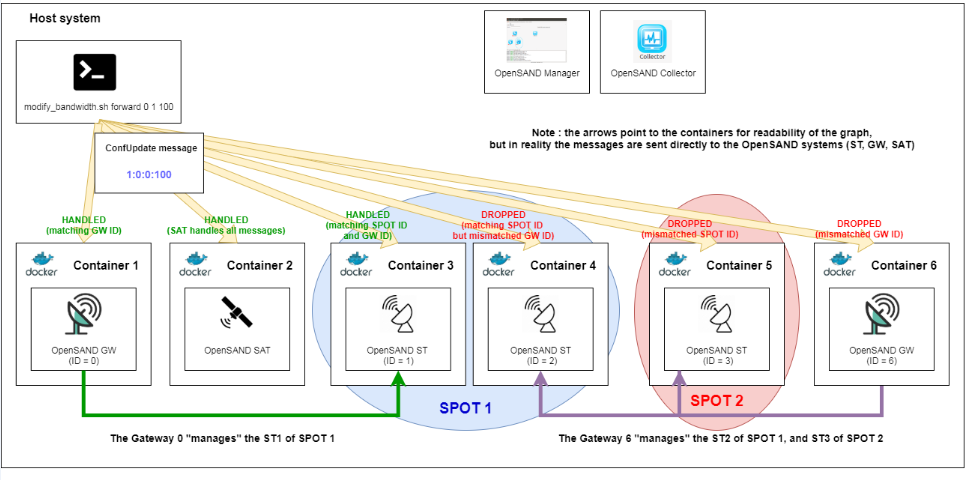 Host system
modify_bandwidth.sh forward 0 1 100
OpenSAND Manager
Collector
OpenSAND Collector
ConfUpdate message
1:0:0:100
Note : the arrows point to the containers for readability of the graph,
but in reality the messages are sent directly to the OpenSAND systems (ST, GW, SAT)
HANDLED
(matching GW ID)
HANDLED
(SAT handles all messages)
HANDLED
(matching SPOT ID
and GW ID)
DROPPED
(matching SPOT ID
but mismatched GW ID)
DROPPED
(mismatched SPOT ID)
DROPPED
(mismatched GW ID)
docker
Container 1
OpenSAND GW
(ID = 0)
docker
Container 2
OpenSAND SAT
docker
Container 3
OpenSAND ST
(ID = 1)
docker
Container 4
OpenSAND ST
(ID = 2)
docker
Container 5
OpenSAND ST
(ID = 3)
docker
Container 6
OpenSAND GW
(ID = 6)
SPOT 1
SPOT 2
The Gateway 0 "manages" the ST1 of SPOT 1
The Gateway 6 "manages" the ST2 of SPOT 1, and ST3 of SPOT 2